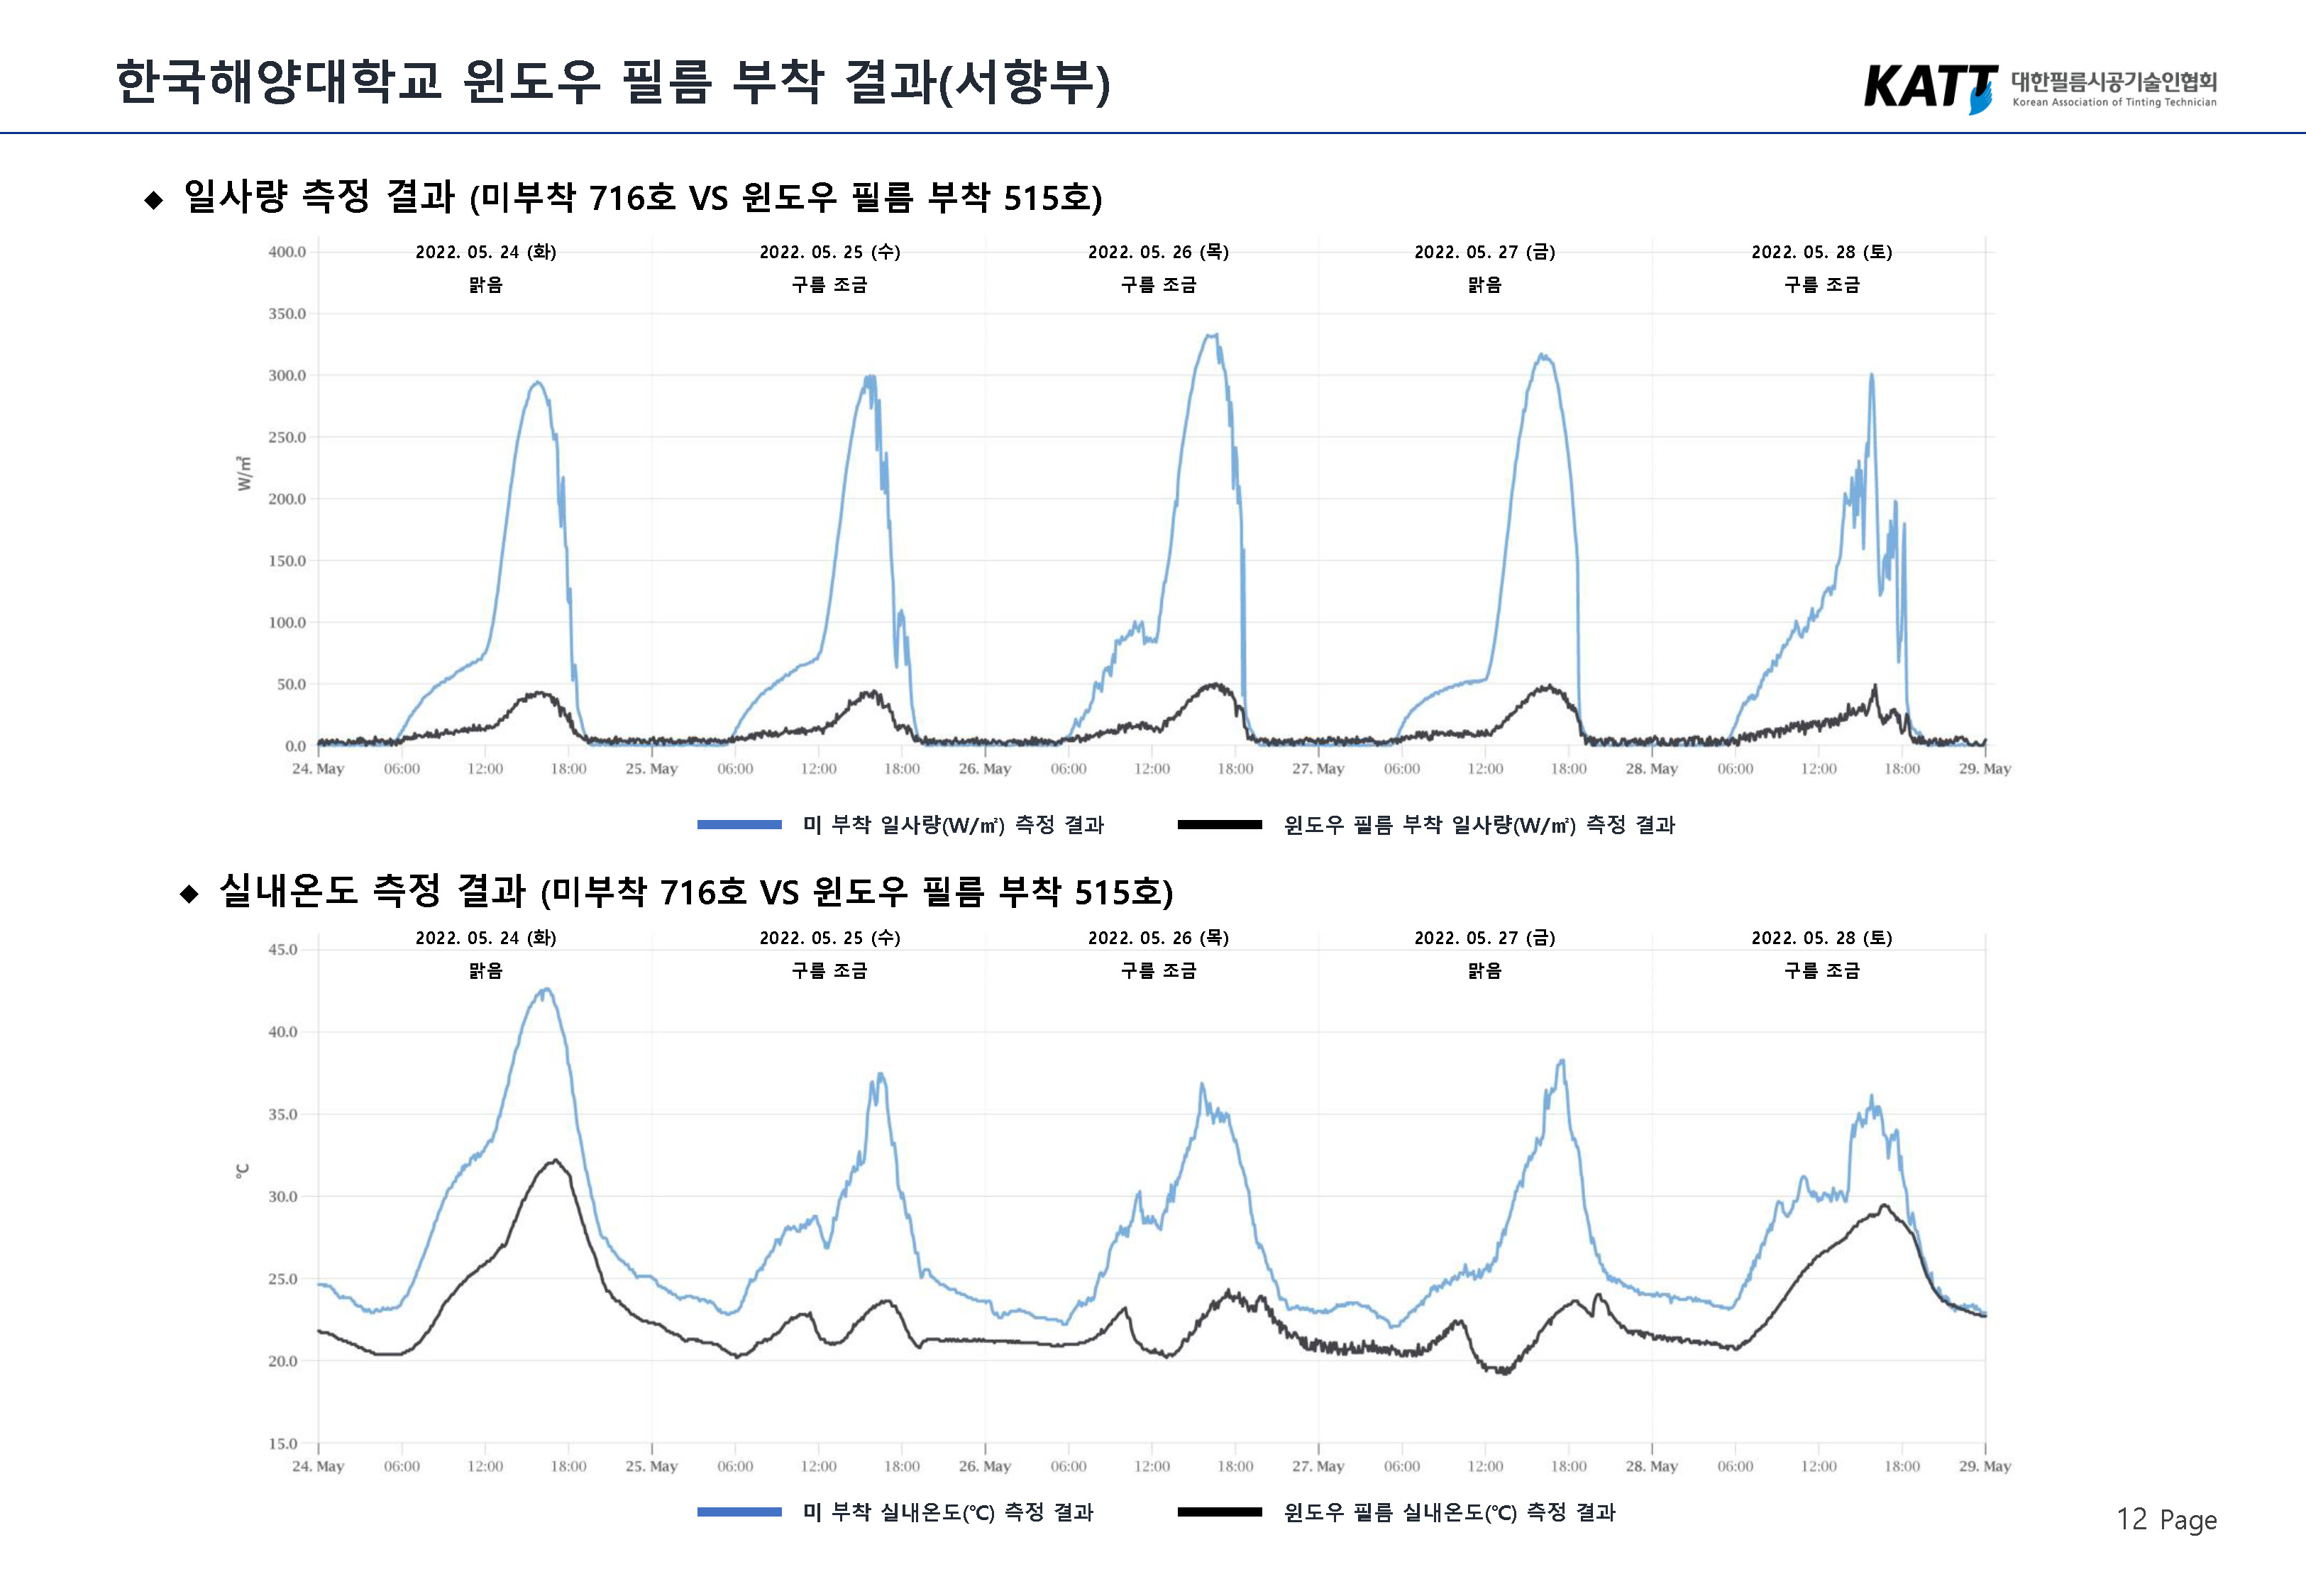 한국해양대학교 윈도우 필름 부착 결과(서향부)
KATT 대한필름시공기술인협회
Korean Association of Tinting Technician
◆ 일사량 측정 결과 (미부착 716호 VS 윈도우 필름 부착 515호)
2022. 05. 24 (화) 2022. 05. 25 (수) 2022. 05. 26 (목) 2022. 05. 27 (금) 2022. 05. 28 (토)
맑음 구름 조금 구름 조금 맑음 구름 조금
400.0
350.0
300.0
250.0
200.0
150.0
100.0
50.0
0.0
W/㎡
24. May 06:00 12:00 18:00 25. May 06:00 12:00 18:00 26. May 06:00 12:00 18:00 27. May 06:00 12:00 18:00 28. May 06:00 12:00 18:00 29. May
미 부착 일사량(W/㎡) 측정 결과 윈도우 필름 부착 일사량(W/㎡) 측정 결과
◆ 실내온도 측정 결과 (미부착 716호 VS 윈도우 필름 부착 515호)
2022. 05. 24 (화) 2022. 05. 25 (수) 2022. 05. 26 (목) 2022. 05. 27 (금) 2022. 05. 28 (토)
맑음 구름 조금 구름 조금 맑음 구름 조금
45.0
40.0
35.0
30.0
25.0
20.0
15.0
℃
24. May 06:00 12:00 18:00 25. May 06:00 12:00 18:00 26. May 06:00 12:00 18:00 27. May 06:00 12:00 18:00 28. May 06:00 12:00 18:00 29. May
미 부착 실내온도(℃) 측정 결과 윈도우 필름 실내온도(℃) 측정 결과
12 Page